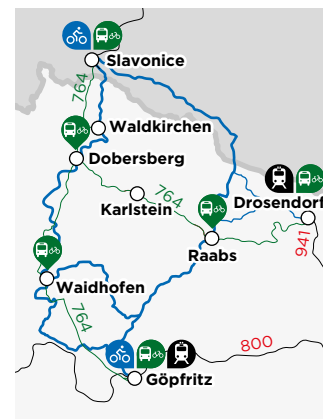 Slavonice
764
Waldkirchen
Dobersberg
764
Karlstein
Drosendorf
Raabs
941
Waidhofen
764
800
Göpfritz